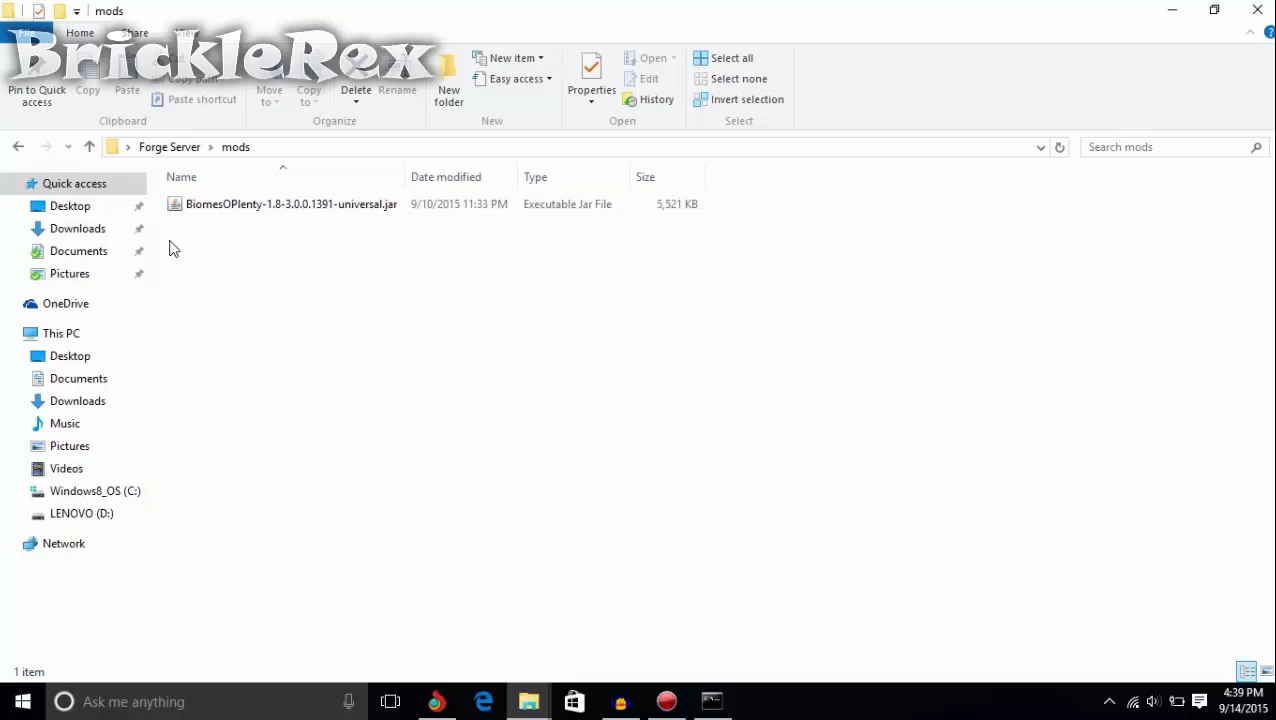 mods
File Home Share View
BrickleRex
Pin to Quick access
Copy
Paste
Cut
Copy path
Paste shortcut
Clipboard
Move to
Copy to
Delete
Rename
Organize
New folder
New item
Easy access
New
Properties
Open
Edit
History
Open
Select all
Select none
Invert selection
Select
Forge Server mods
Search mods
Name Date modified Type Size
BiomesOPlenty-1.8-3.0.0.1391-universal.jar 9/10/2015 11:33 PM Executable Jar File 5,521 KB
Quick access
Desktop
Downloads
Documents
Pictures
OneDrive
This PC
Desktop
Documents
Downloads
Music
Pictures
Videos
Windows8_OS (C:)
LENOVO (D:)
Network
1 item
Ask me anything
4:39 PM
9/14/2015